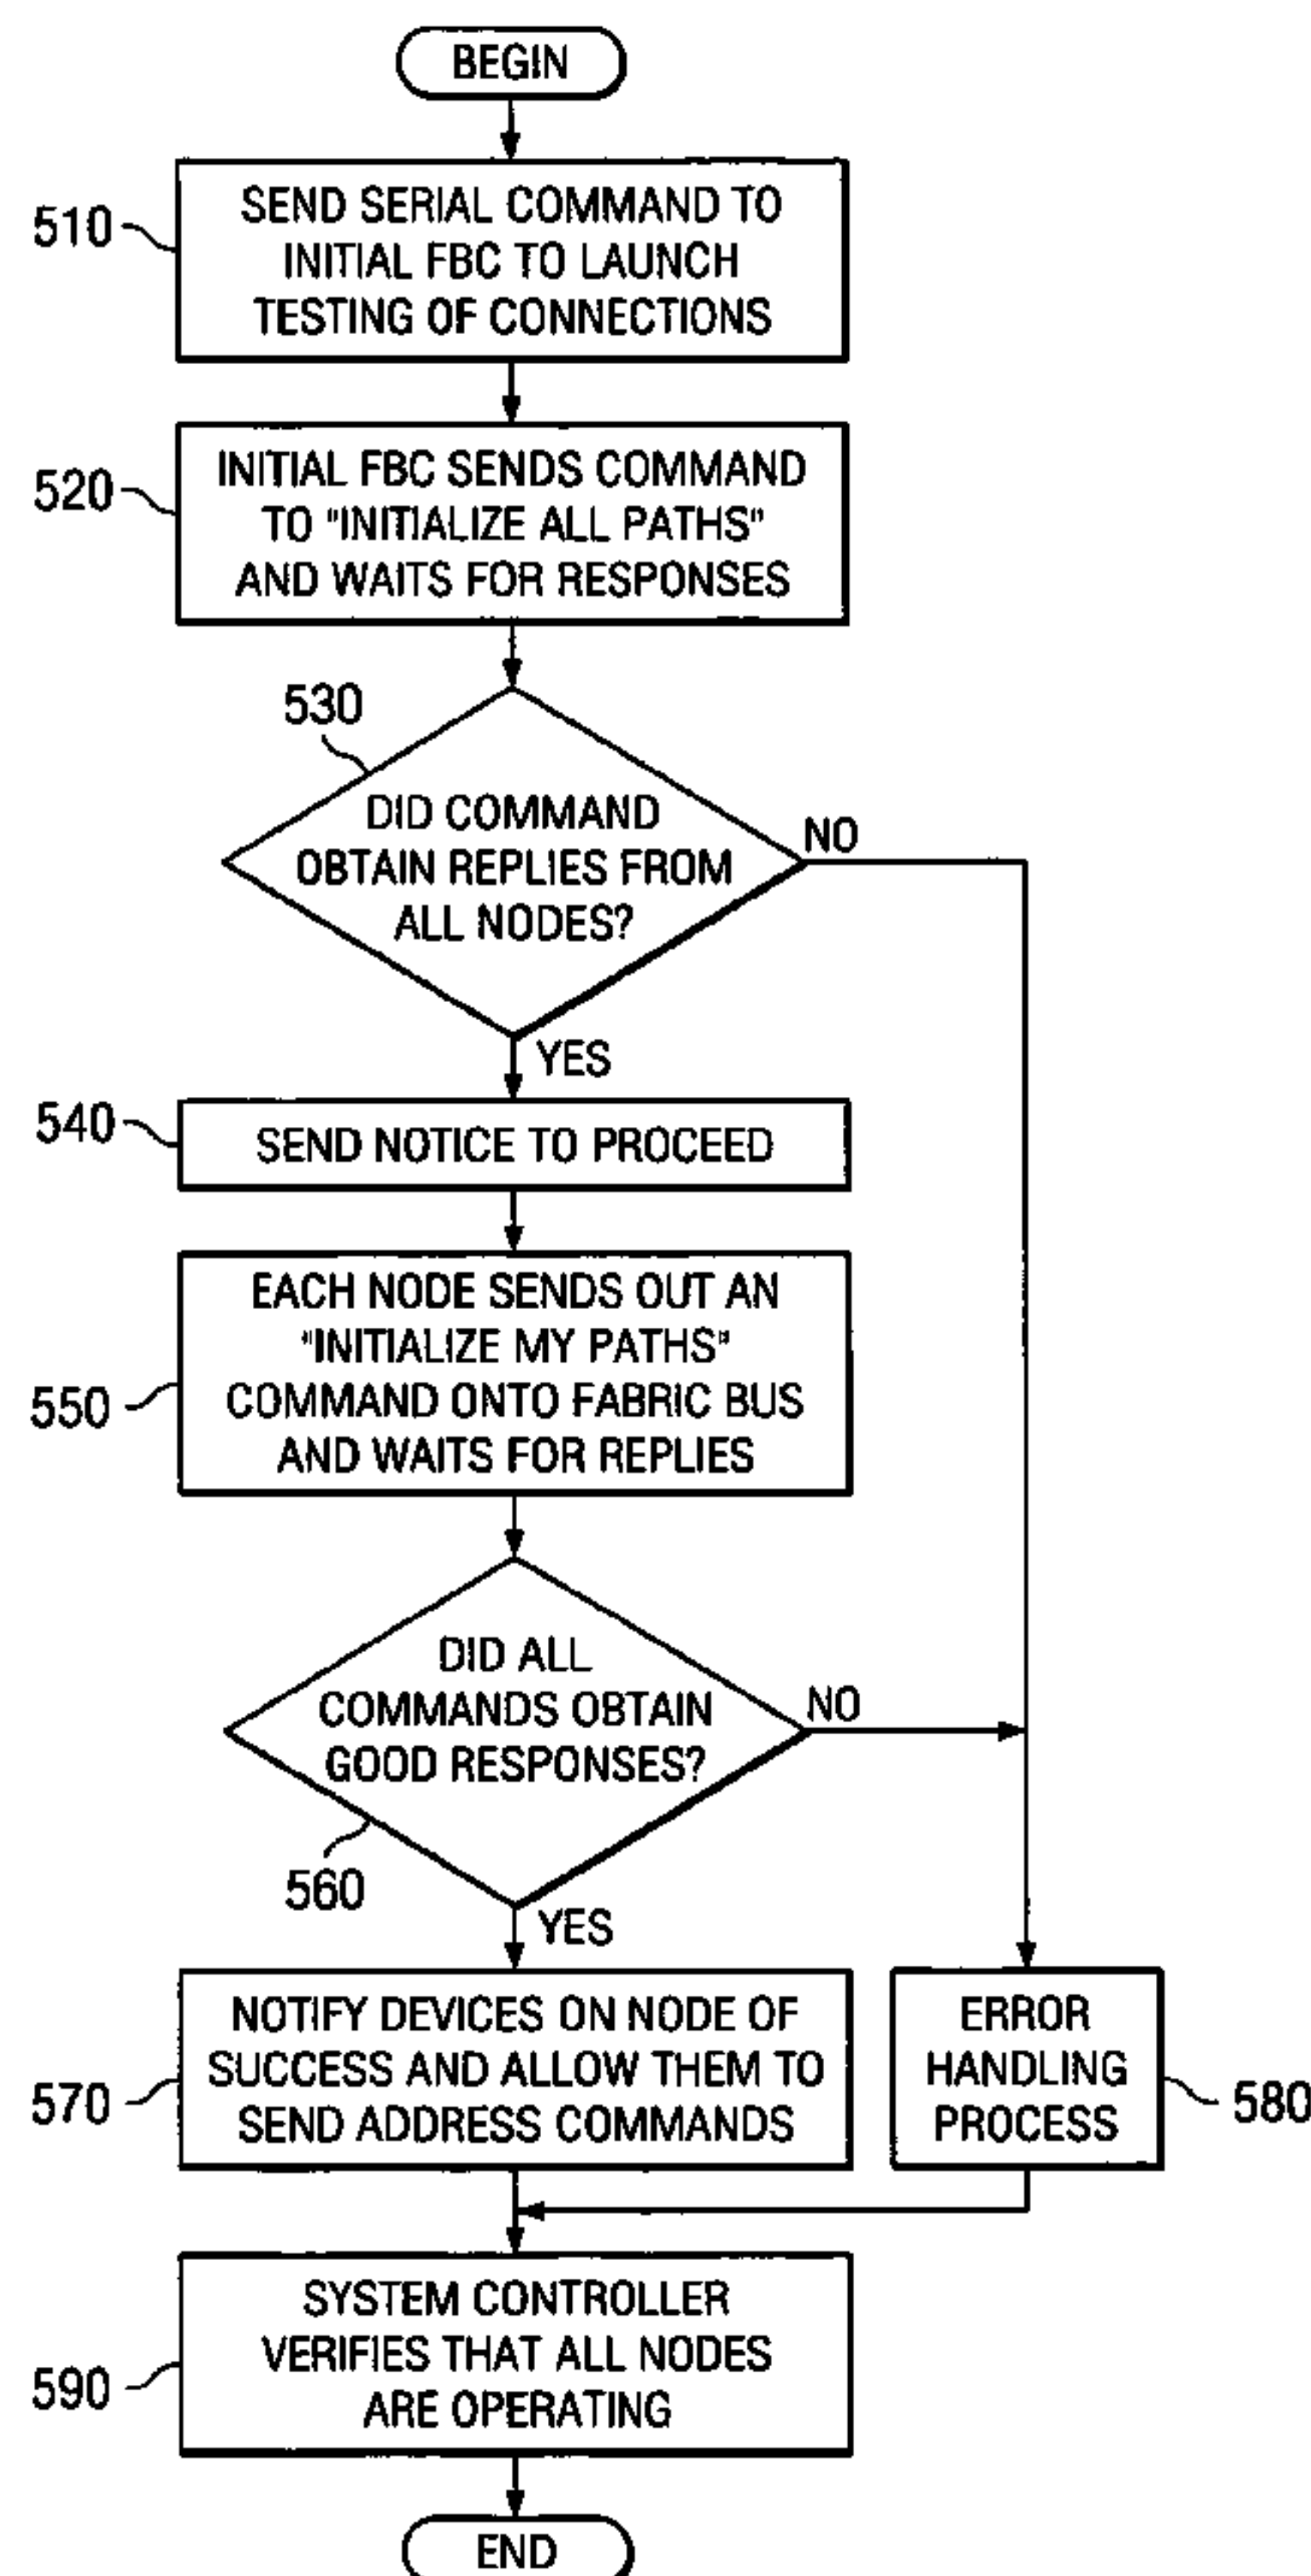 BEGIN
510
SEND SERIAL COMMAND TO
INITIAL FBC TO LAUNCH
TESTING OF CONNECTIONS
520
INITIAL FBC SENDS COMMAND
TO "INITIALIZE ALL PATHS"
AND WAITS FOR RESPONSES
530
DID COMMAND
OBTAIN REPLIES FROM
ALL NODES?
NO
YES
540
SEND NOTICE TO PROCEED
550
EACH NODE SENDS OUT AN
"INITIALIZE MY PATHS"
COMMAND ONTO FABRIC BUS
AND WAITS FOR REPLIES
DID ALL
COMMANDS OBTAIN
GOOD RESPONSES?
NO
560
YES
570
NOTIFY DEVICES ON NODE OF
SUCCESS AND ALLOW THEM TO
SEND ADDRESS COMMANDS
ERROR
HANDLING
PROCESS
580
590
SYSTEM CONTROLLER
VERIFIES THAT ALL NODES
ARE OPERATING
END